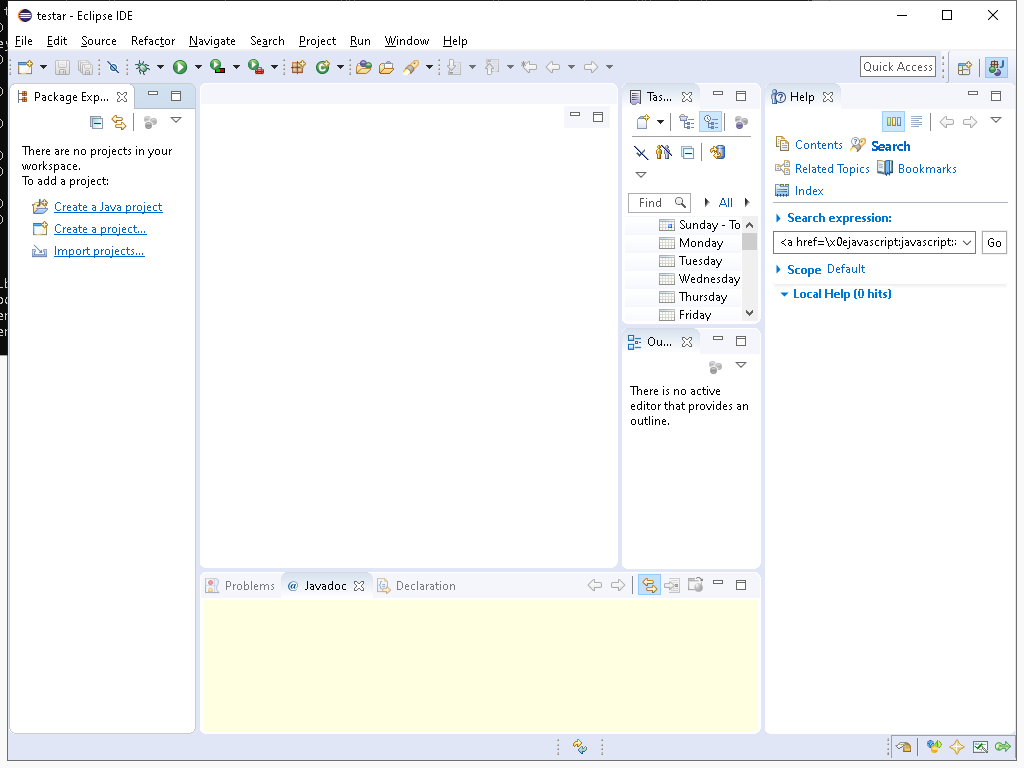 testar - Eclipse IDE
File Edit Source Refactor Navigate Search Project Run Window Help
Quick Access
Package Exp...
There are no projects in your
workspace.
To add a project:
Create a Java project
Create a project...
Import projects...
Tas...
Find
All
Sunday - To
Monday
Tuesday
Wednesday
Thursday
Friday
Ou...
There is no active
editor that provides an
outline.
Help
Contents Search
Related Topics Bookmarks
Index
Search expression:
<a href=\x0ejavascript:javascript: Go
Scope Default
Local Help (0 hits)
Problems @ Javadoc Declaration